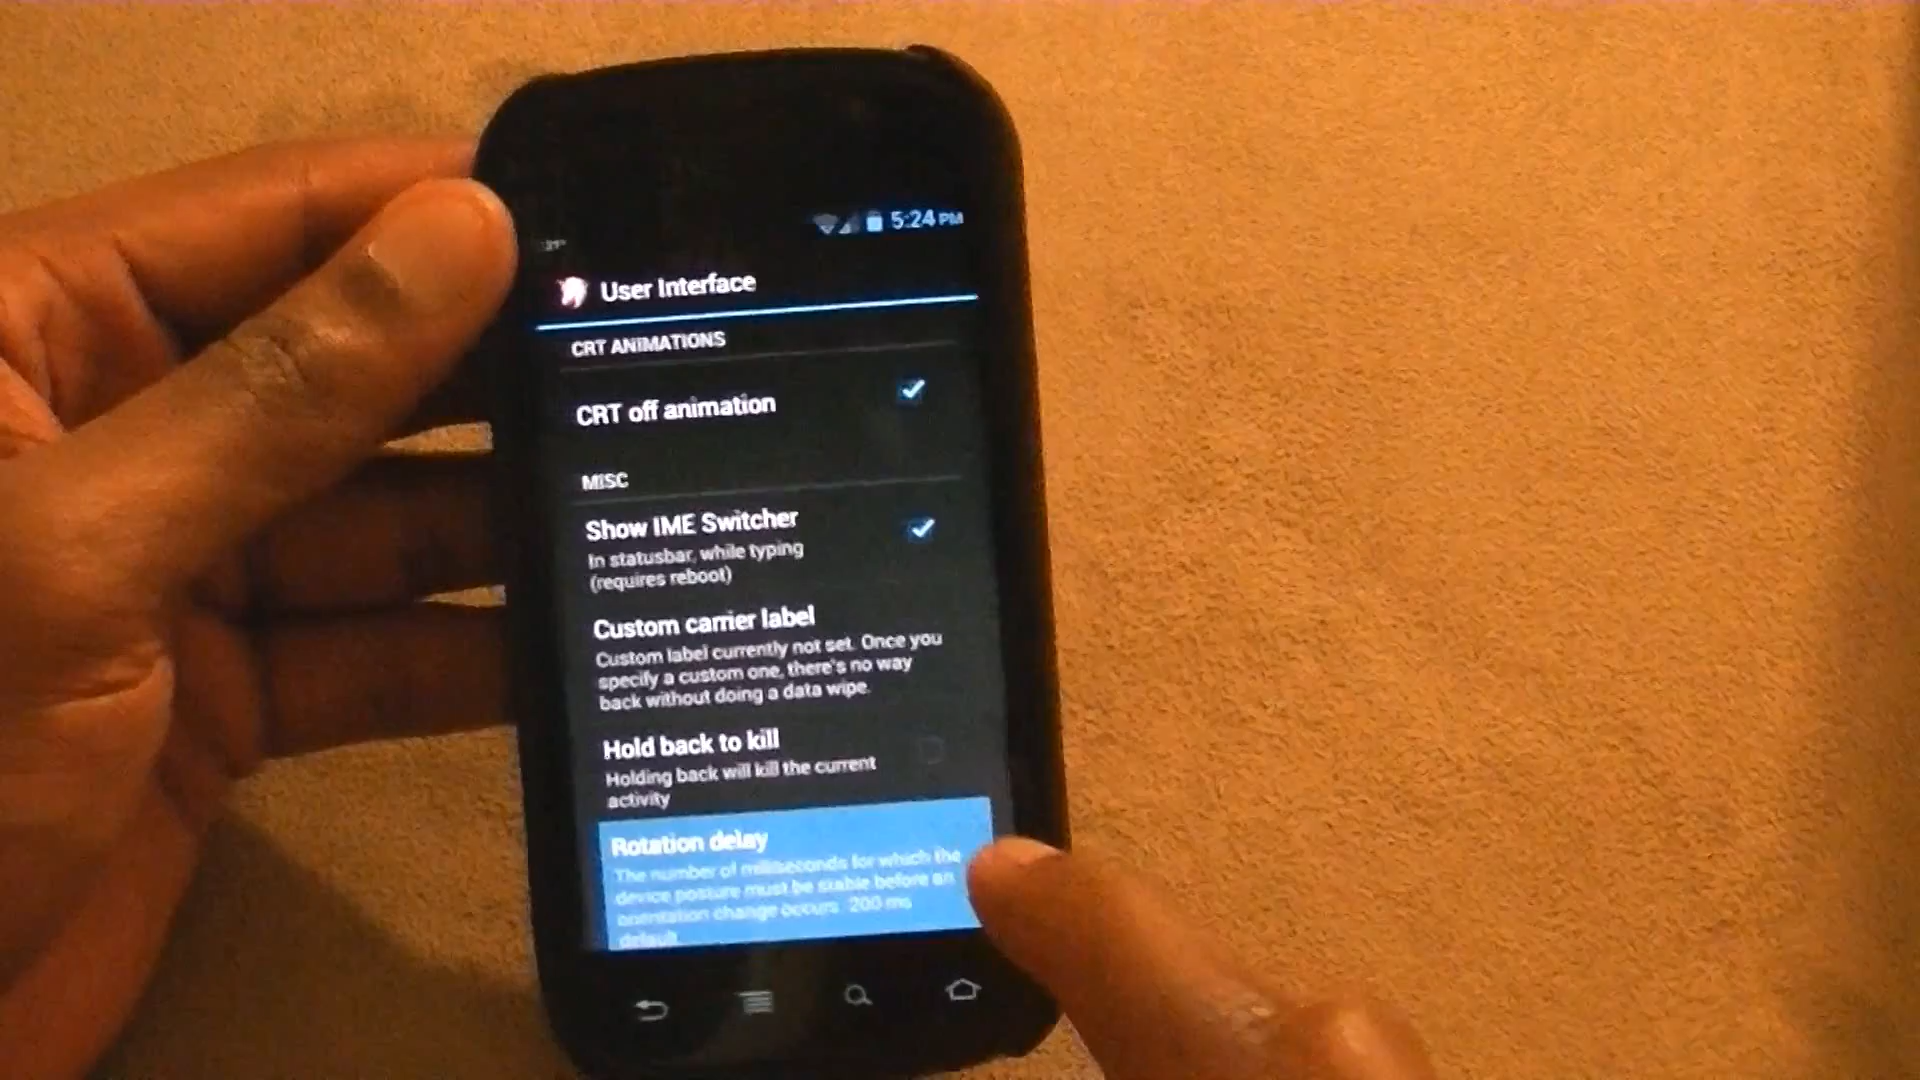 5:24 PM
User Interface
CRT ANIMATIONS
CRT off animation
MISC
Show IME Switcher
In statusbar, while typing
(requires reboot)
Custom carrier label
Custom label currently not set. Once you
specify a custom one, there's no way
back without doing a data wipe.
Hold back to kill
Holding back will kill the current
activity
Rotation delay
The number of milliseconds for which the
device posture must be stable before an
orientation change occurs. 200 ms
default